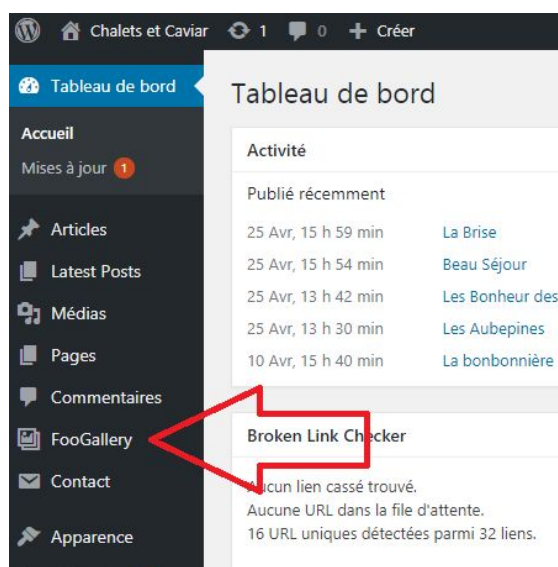 Chalets et Caviar 1 0 + Créer
Tableau de bord
Accueil
Mises à jour 1
Articles
Latest Posts
Médias
Pages
Commentaires
FooGallery
Contact
Apparence
Tableau de bord
Activité
Publié récemment
25 Avr, 15 h 59 min La Brise
25 Avr, 15 h 54 min Beau Séjour
25 Avr, 13 h 42 min Les Bonheur des
25 Avr, 13 h 30 min Les Aubepines
10 Avr, 15 h 40 min La bonbonnière
Broken Link Checker
Aucun lien cassé trouvé.
Aucune URL dans la file d'attente.
16 URL uniques détectées parmi 32 liens.